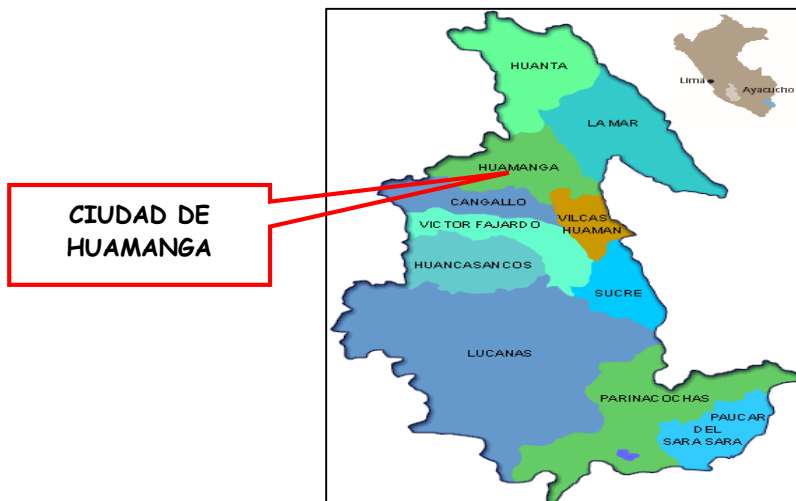 HUANTA
Lima
Ayacucho
LA MAR
HUAMANGA
CIUDAD DE
HUAMANGA
CANGALLO
VILCAS
HUAMAN
VICTOR FAJARDO
HUANCASANCOS
SUCRE
LUCANAS
PARINACOCHAS
PAUCAR
DEL
SARA SARA